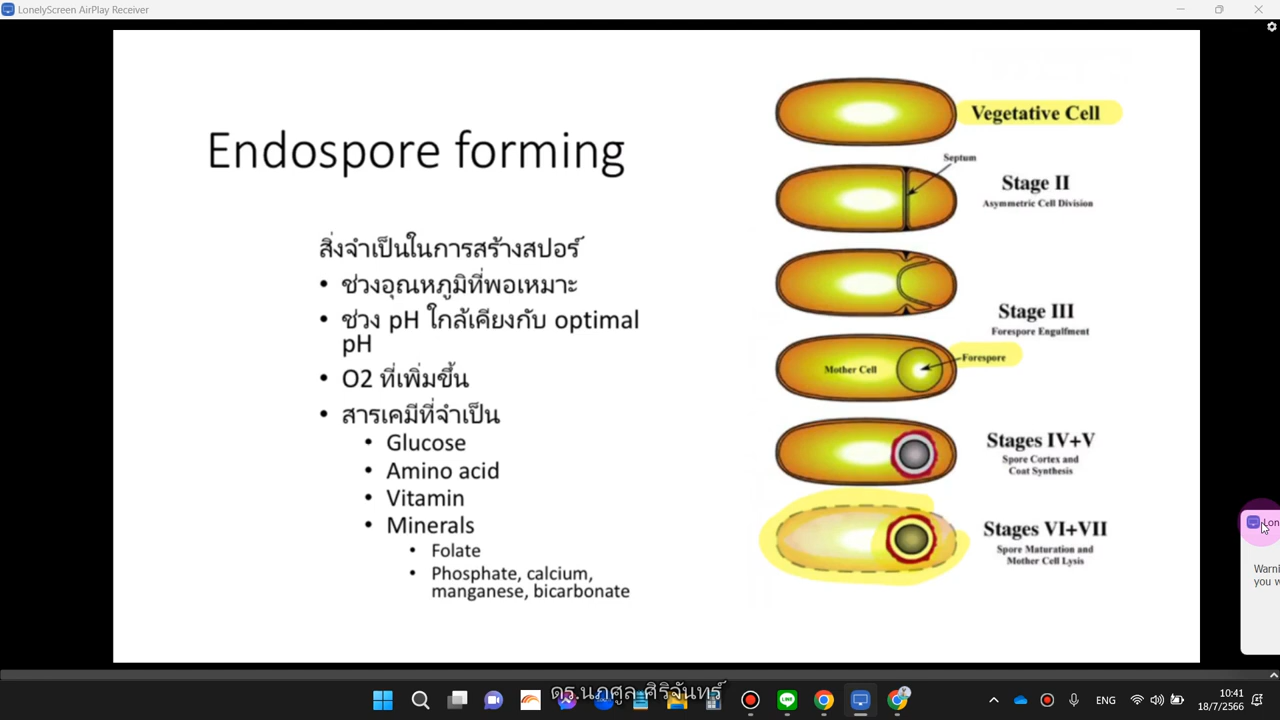 LonelyScreen AirPlay Receiver
Endospore forming
สิ่งจำเป็นในการสร้างสปอร์
• ช่วงอุณหภูมิที่พอเหมาะ
• ช่วง pH ใกล้เคียงกับ optimal
pH
• O2 ที่เพิ่มขึ้น
• สารเคมีที่จำเป็น
• Glucose
• Amino acid
• Vitamin
• Minerals
• Folate
• Phosphate, calcium,
manganese, bicarbonate
Vegetative Cell
Septum
Stage II
Asymmetric Cell Division
Stage III
Forespore Engulfment
Mother Cell
Forespore
Stages IV+V
Spore Cortex and
Coat Synthesis
Stages VI+VII
Spore Maturation and
Mother Cell Lysis
Lon
Warni
you w
ดร.นภศูล ศิริจันทร์
LINE
ENG
10:41
18/7/2566